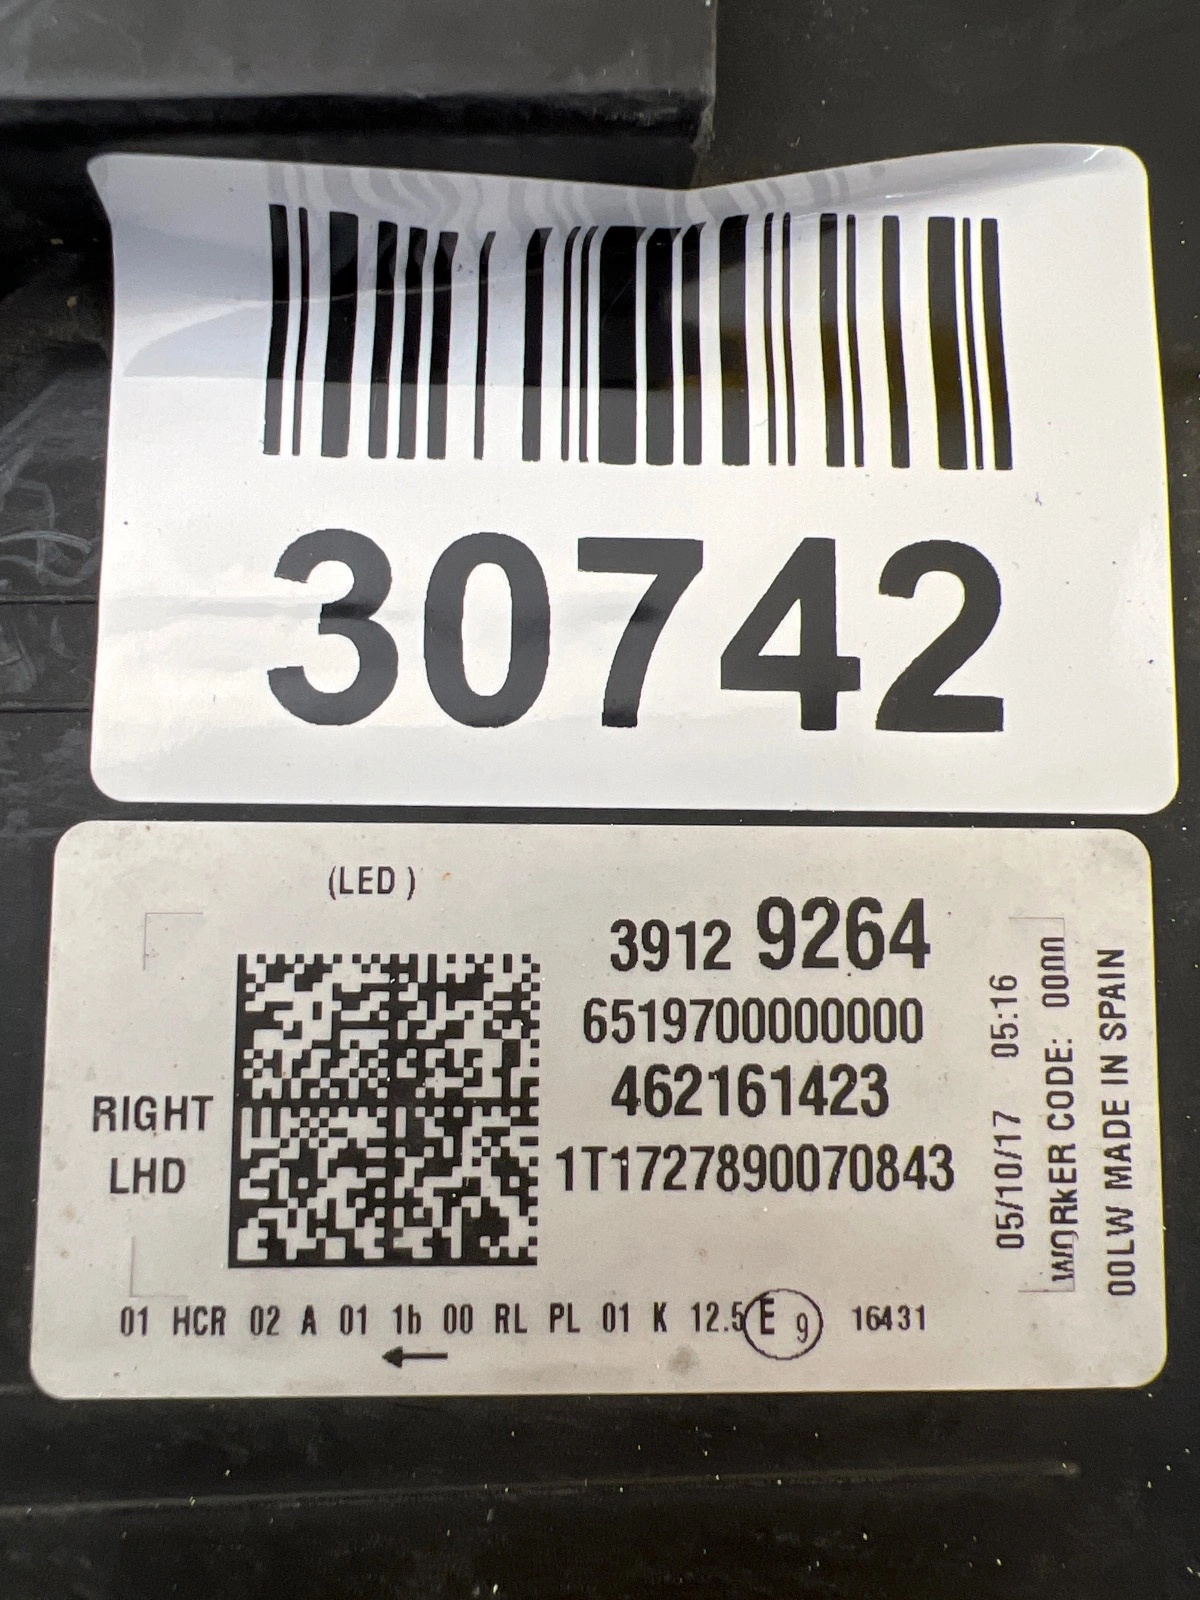 30742
(LED )
3912 9264
6519700000000
462161423
1T1727890070843
RIGHT
LHD
05/10/17 05:16
WORKER CODE: 0000
00LW MADE IN SPAIN
01 HCR 02 A 01 1b 00 RL PL 01 K 12.5 E 9 16431